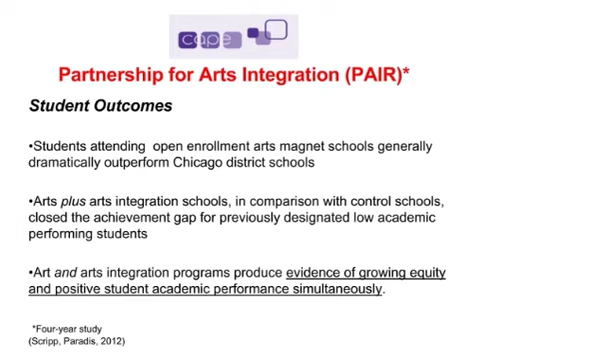 cape
Partnership for Arts Integration (PAIR)*
Student Outcomes
•Students attending  open enrollment arts magnet schools generally
dramatically outperform Chicago district schools
•Arts plus arts integration schools, in comparison with control schools,
closed the achievement gap for previously designated low academic
performing students
•Art and arts integration programs produce evidence of growing equity
and positive student academic performance simultaneously.
*Four-year study
(Scripp, Paradis, 2012)